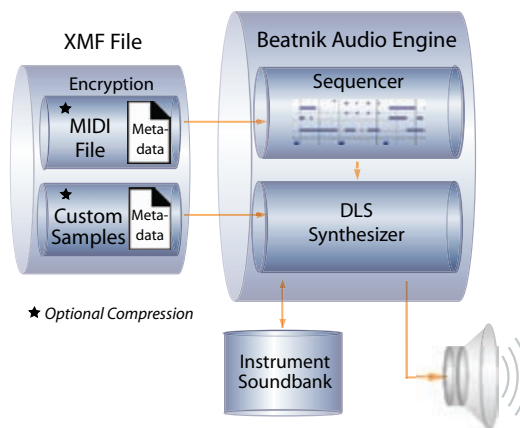 XMF File
Beatnik Audio Engine
Encryption
★ MIDI
File
Meta-
data
★ Custom
Samples
Meta-
data
Sequencer
DLS
Synthesizer
★ Optional Compression
Instrument
Soundbank